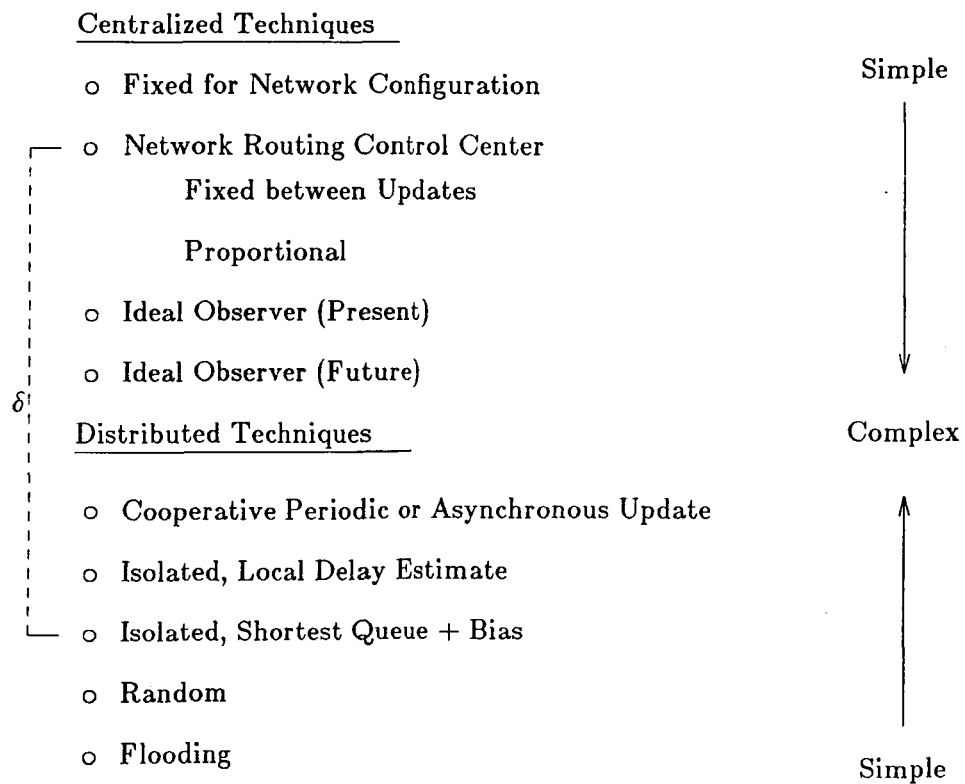 Centralized Techniques
Simple
o Fixed for Network Configuration
o Network Routing Control Center
Fixed between Updates
Proportional
o Ideal Observer (Present)
o Ideal Observer (Future)
δ
Distributed Techniques
Complex
o Cooperative Periodic or Asynchronous Update
o Isolated, Local Delay Estimate
o Isolated, Shortest Queue + Bias
o Random
o Flooding
Simple